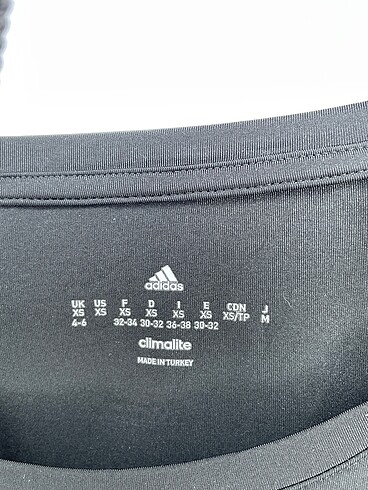 adidas
UK US F D I E CDN J
XS XS XS XS XS XS XS/TP M
4-6 32-34 30-32 36-38 30-32
climalite
MADE IN TURKEY